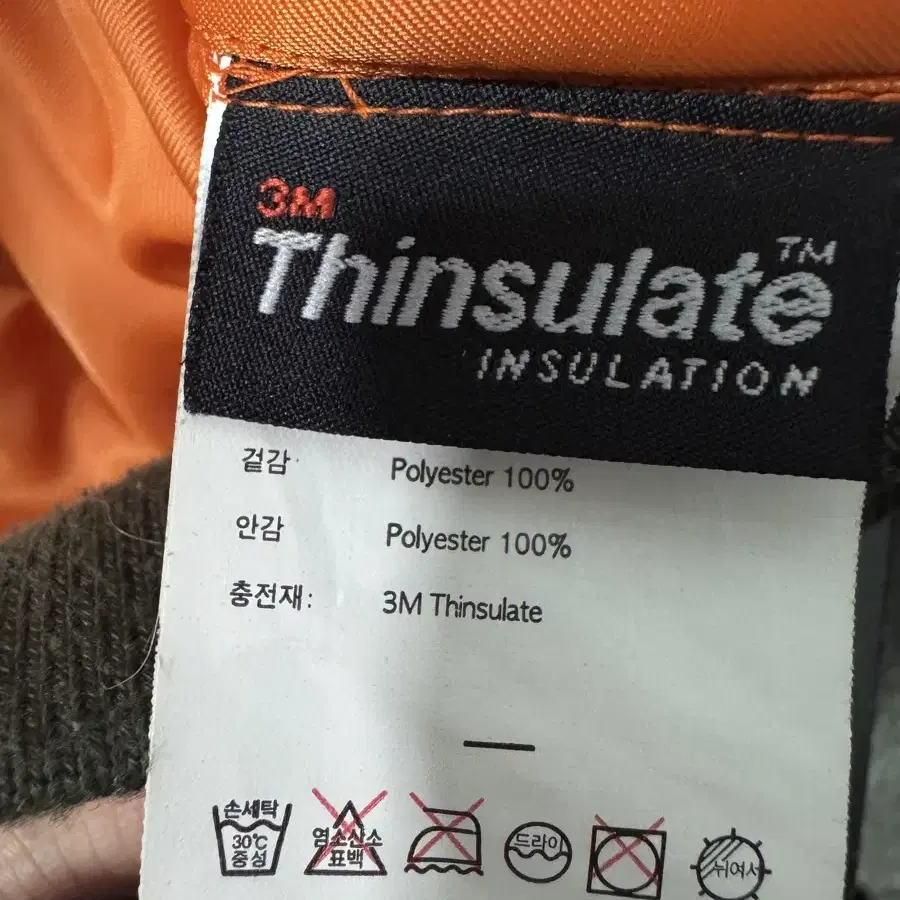 3M
Thinsulate™
INSULATION
겉감 Polyester 100%
안감 Polyester 100%
충전재: 3M Thinsulate
손세탁 30℃ 중성
염소산소 표백
드라이
뉘여서